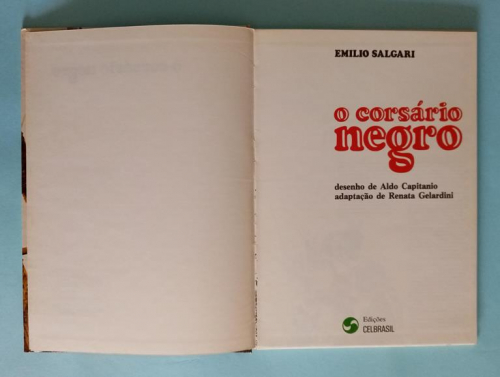 EMILIO SALGARI
o corsário
negro
desenho de Aldo Capitanio
adaptação de Renata Gelardini
Edições
CELBRASIL